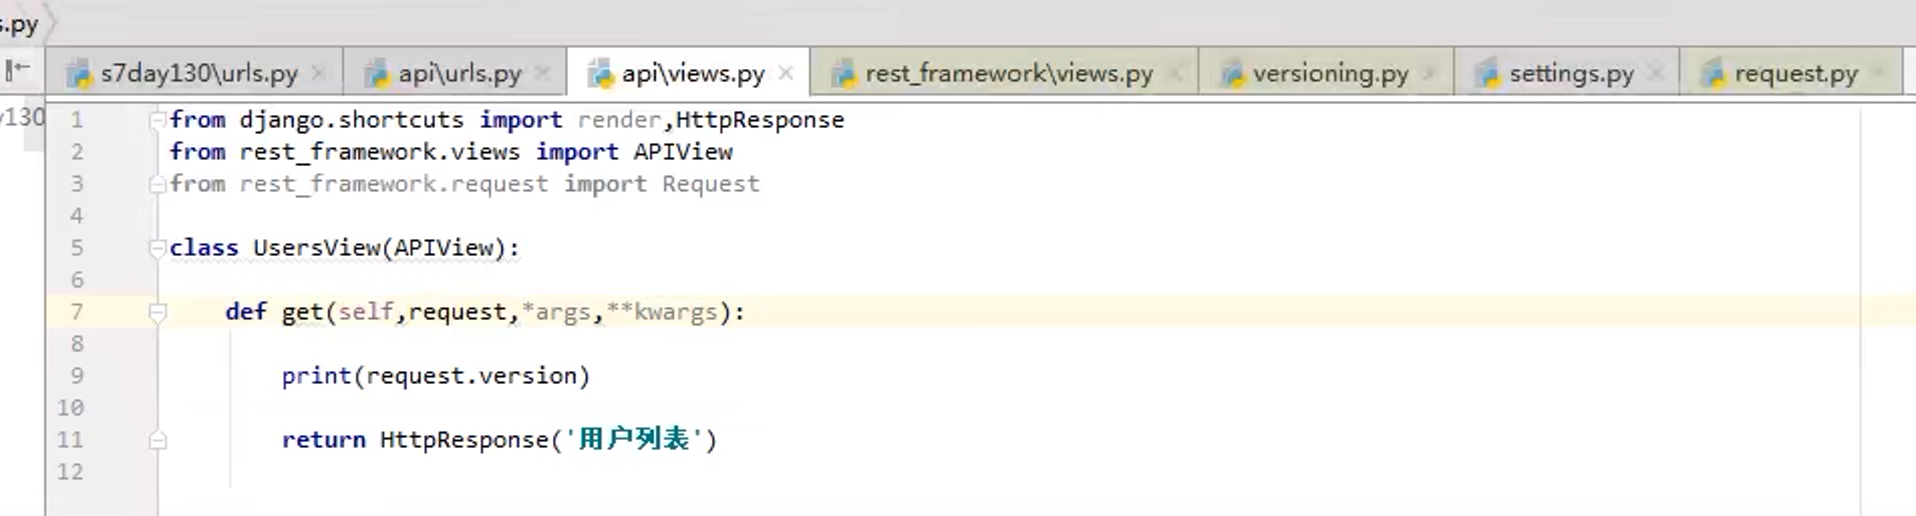 s.py
s7day130\urls.py api\urls.py api\views.py rest_framework\views.py versioning.py settings.py request.py
130
1 from django.shortcuts import render,HttpResponse
2 from rest_framework.views import APIView
3 from rest_framework.request import Request
4
5 class UsersView(APIView):
6
7 def get(self,request,*args,**kwargs):
8
9 print(request.version)
10
11 return HttpResponse('用户列表')
12